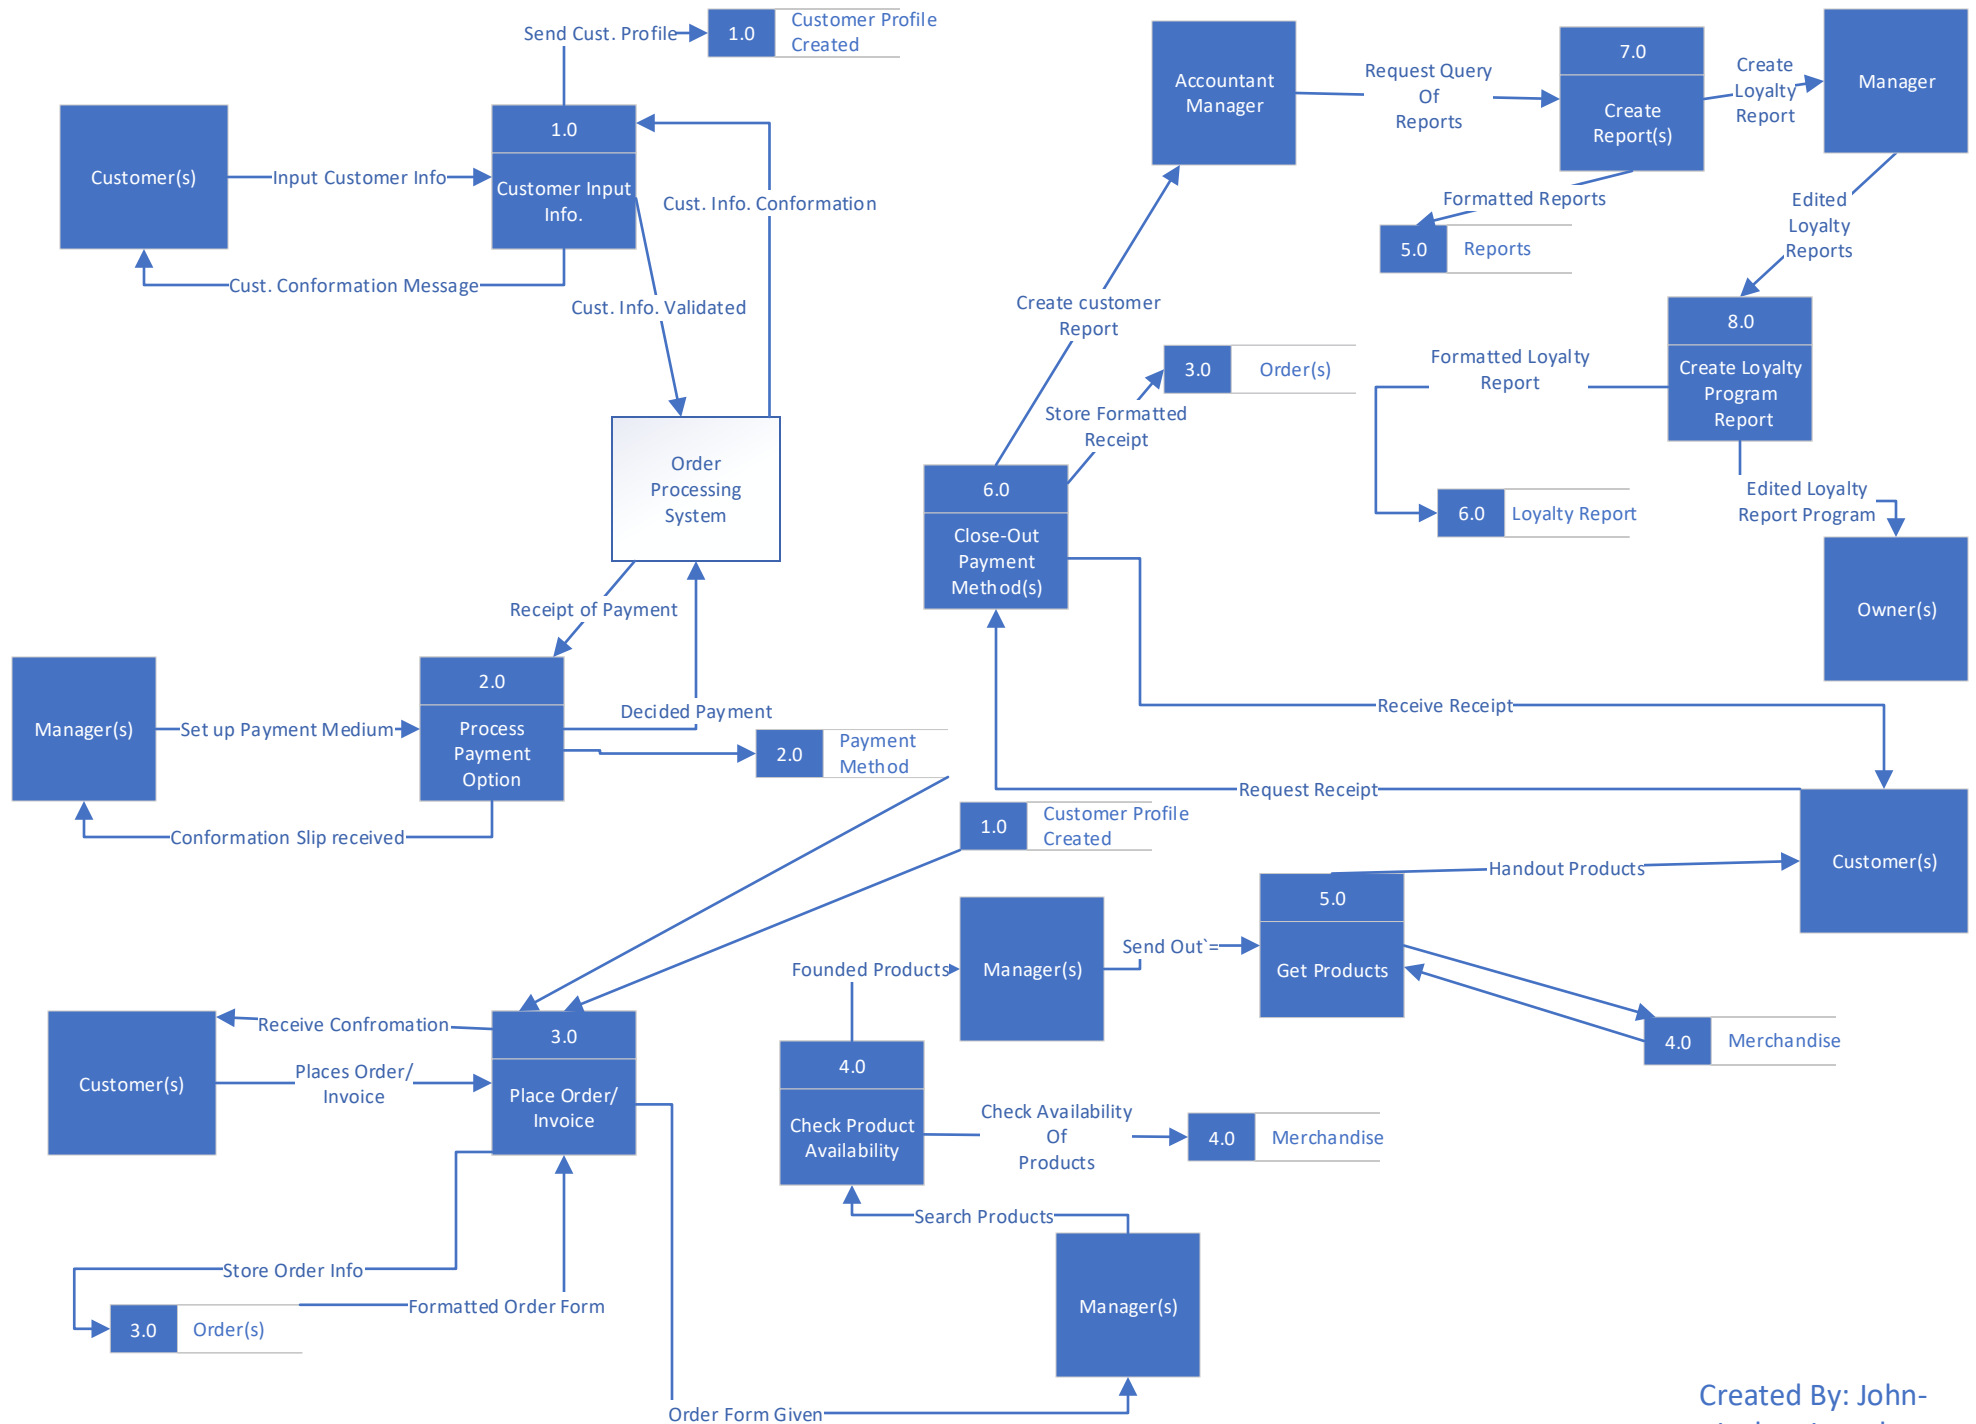 Send Cust. Profile
1.0
Customer Profile
Created
Customer(s)
Input Customer Info
1.0
Customer Input
Info.
Cust. Info. Conformation
Cust. Conformation Message
Cust. Info. Validated
Order
Processing
System
Receipt of Payment
Manager(s)
Set up Payment Medium
2.0
Process
Payment
Option
Decided Payment
2.0
Payment
Method
Conformation Slip received
1.0
Customer Profile
Created
Customer(s)
Receive Confromation
Places Order/
Invoice
3.0
Place Order/
Invoice
Store Order Info
3.0
Order(s)
Formatted Order Form
Order Form Given
Manager(s)
Search Products
4.0
Check Product
Availability
Check Availability
Of
Products
4.0
Merchandise
Founded Products
Manager(s)
Send Out`=
5.0
Get Products
4.0
Merchandise
Handout Products
Customer(s)
Request Receipt
Receive Receipt
6.0
Close-Out
Payment
Method(s)
Store Formatted
Receipt
3.0
Order(s)
Create customer
Report
Accountant
Manager
Request Query
Of
Reports
7.0
Create
Report(s)
Create
Loyalty
Report
Manager
Formatted Reports
5.0
Reports
Edited
Loyalty
Reports
8.0
Create Loyalty
Program
Report
Formatted Loyalty
Report
6.0
Loyalty Report
Edited Loyalty
Report Program
Owner(s)
Created By: John-